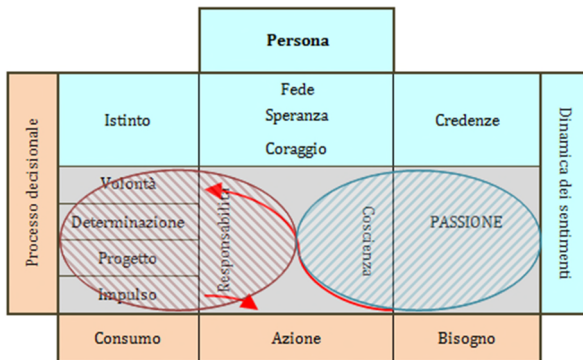 Persona
Processo decisionale
Istinto
Fede
Speranza
Coraggio
Credenze
Dinamica dei sentimenti
Volontà
Determinazione
Progetto
Impulso
Responsabilità
Coscienza
PASSIONE
Consumo
Azione
Bisogno